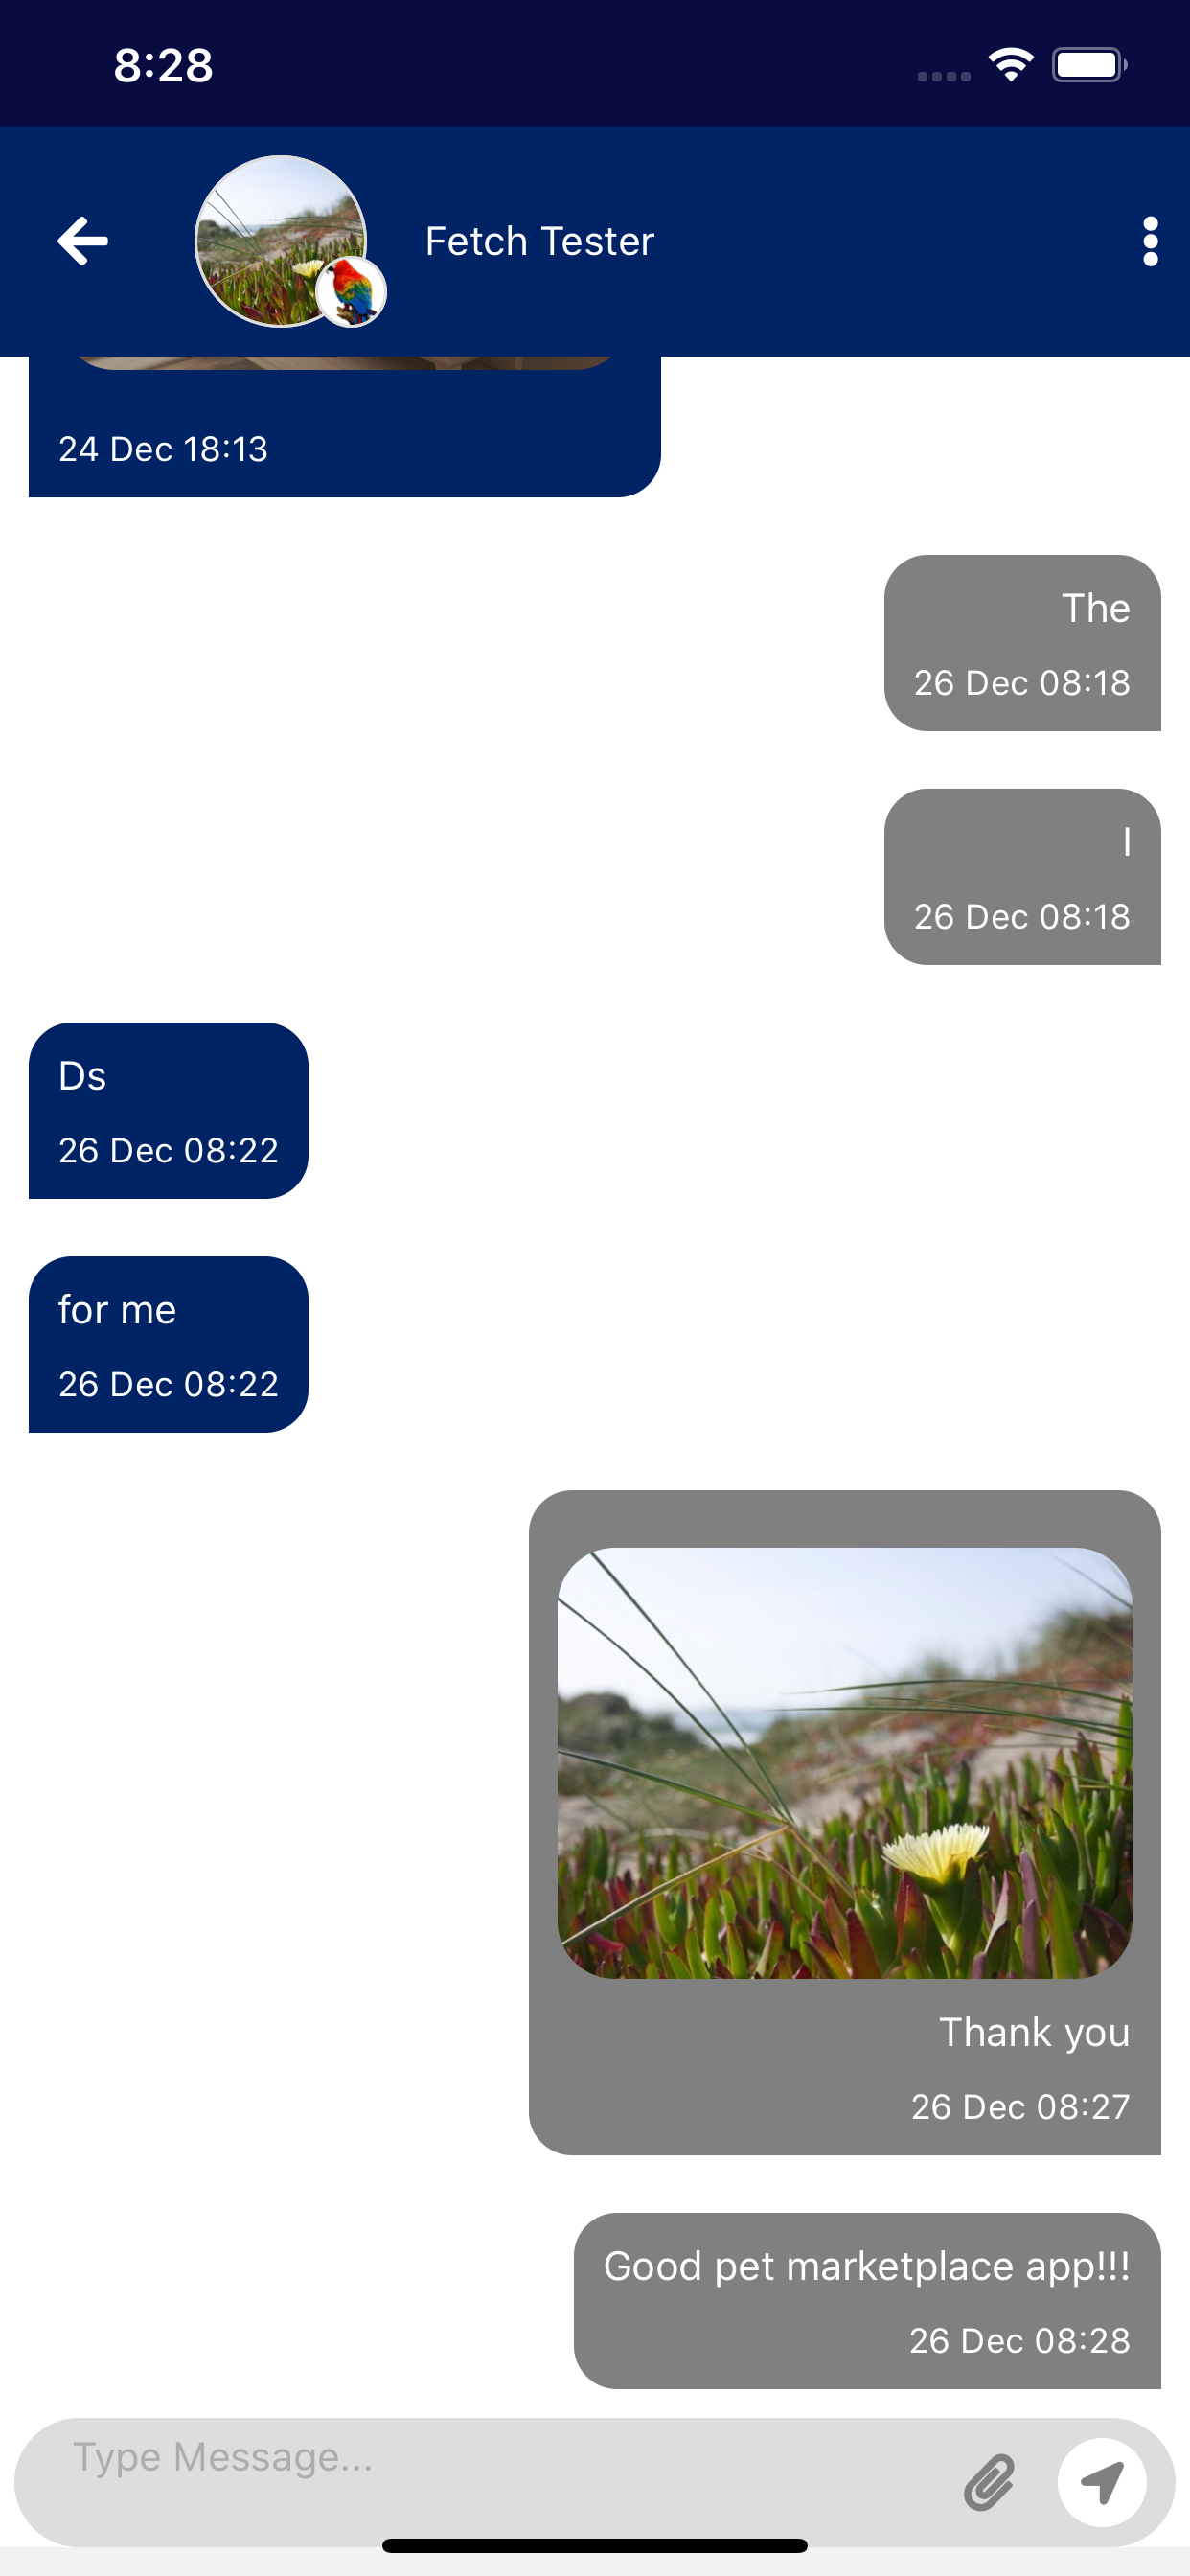 8:28
Fetch Tester
24 Dec 18:13
The
26 Dec 08:18
I
26 Dec 08:18
Ds
26 Dec 08:22
for me
26 Dec 08:22
Thank you
26 Dec 08:27
Good pet marketplace app!!!
26 Dec 08:28
Type Message...